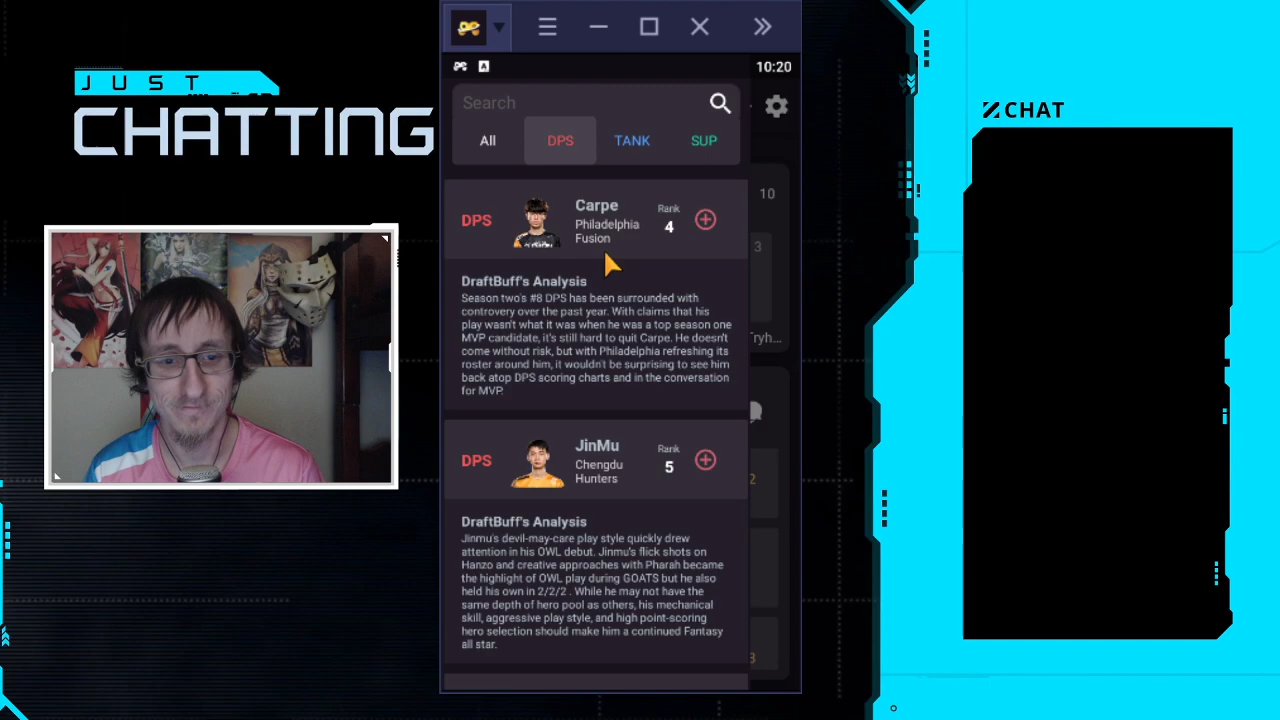 JUST
CHATTING
CHAT
10:20
Search
All
DPS
TANK
SUP
10
3
DPS
Carpe
Philadelphia
Fusion
Rank
4
DraftBuff's Analysis
Season two's #8 DPS has been surrounded with
controversy over the past year. With claims that his
play wasn't what it was when he was a top season one
MVP candidate, it's still hard to quit Carpe. He doesn't
come without risk, but with Philadelphia refreshing its
roster around him, it wouldn't be surprising to see him
back atop DPS scoring charts and in the conversation
for MVP.
Tryh...
DPS
JinMu
Chengdu
Hunters
Rank
5
2
DraftBuff's Analysis
Jinmu's devil-may-care play style quickly drew
attention in his OWL debut. Jinmu's flick shots on
Hanzo and creative approaches with Pharah became
the highlight of OWL play during GOATS but he also
held his own in 2/2/2 . While he may not have the
same depth of hero pool as others, his mechanical
skill, aggressive play style, and high point-scoring
hero selection should make him a continued Fantasy
all star.
3